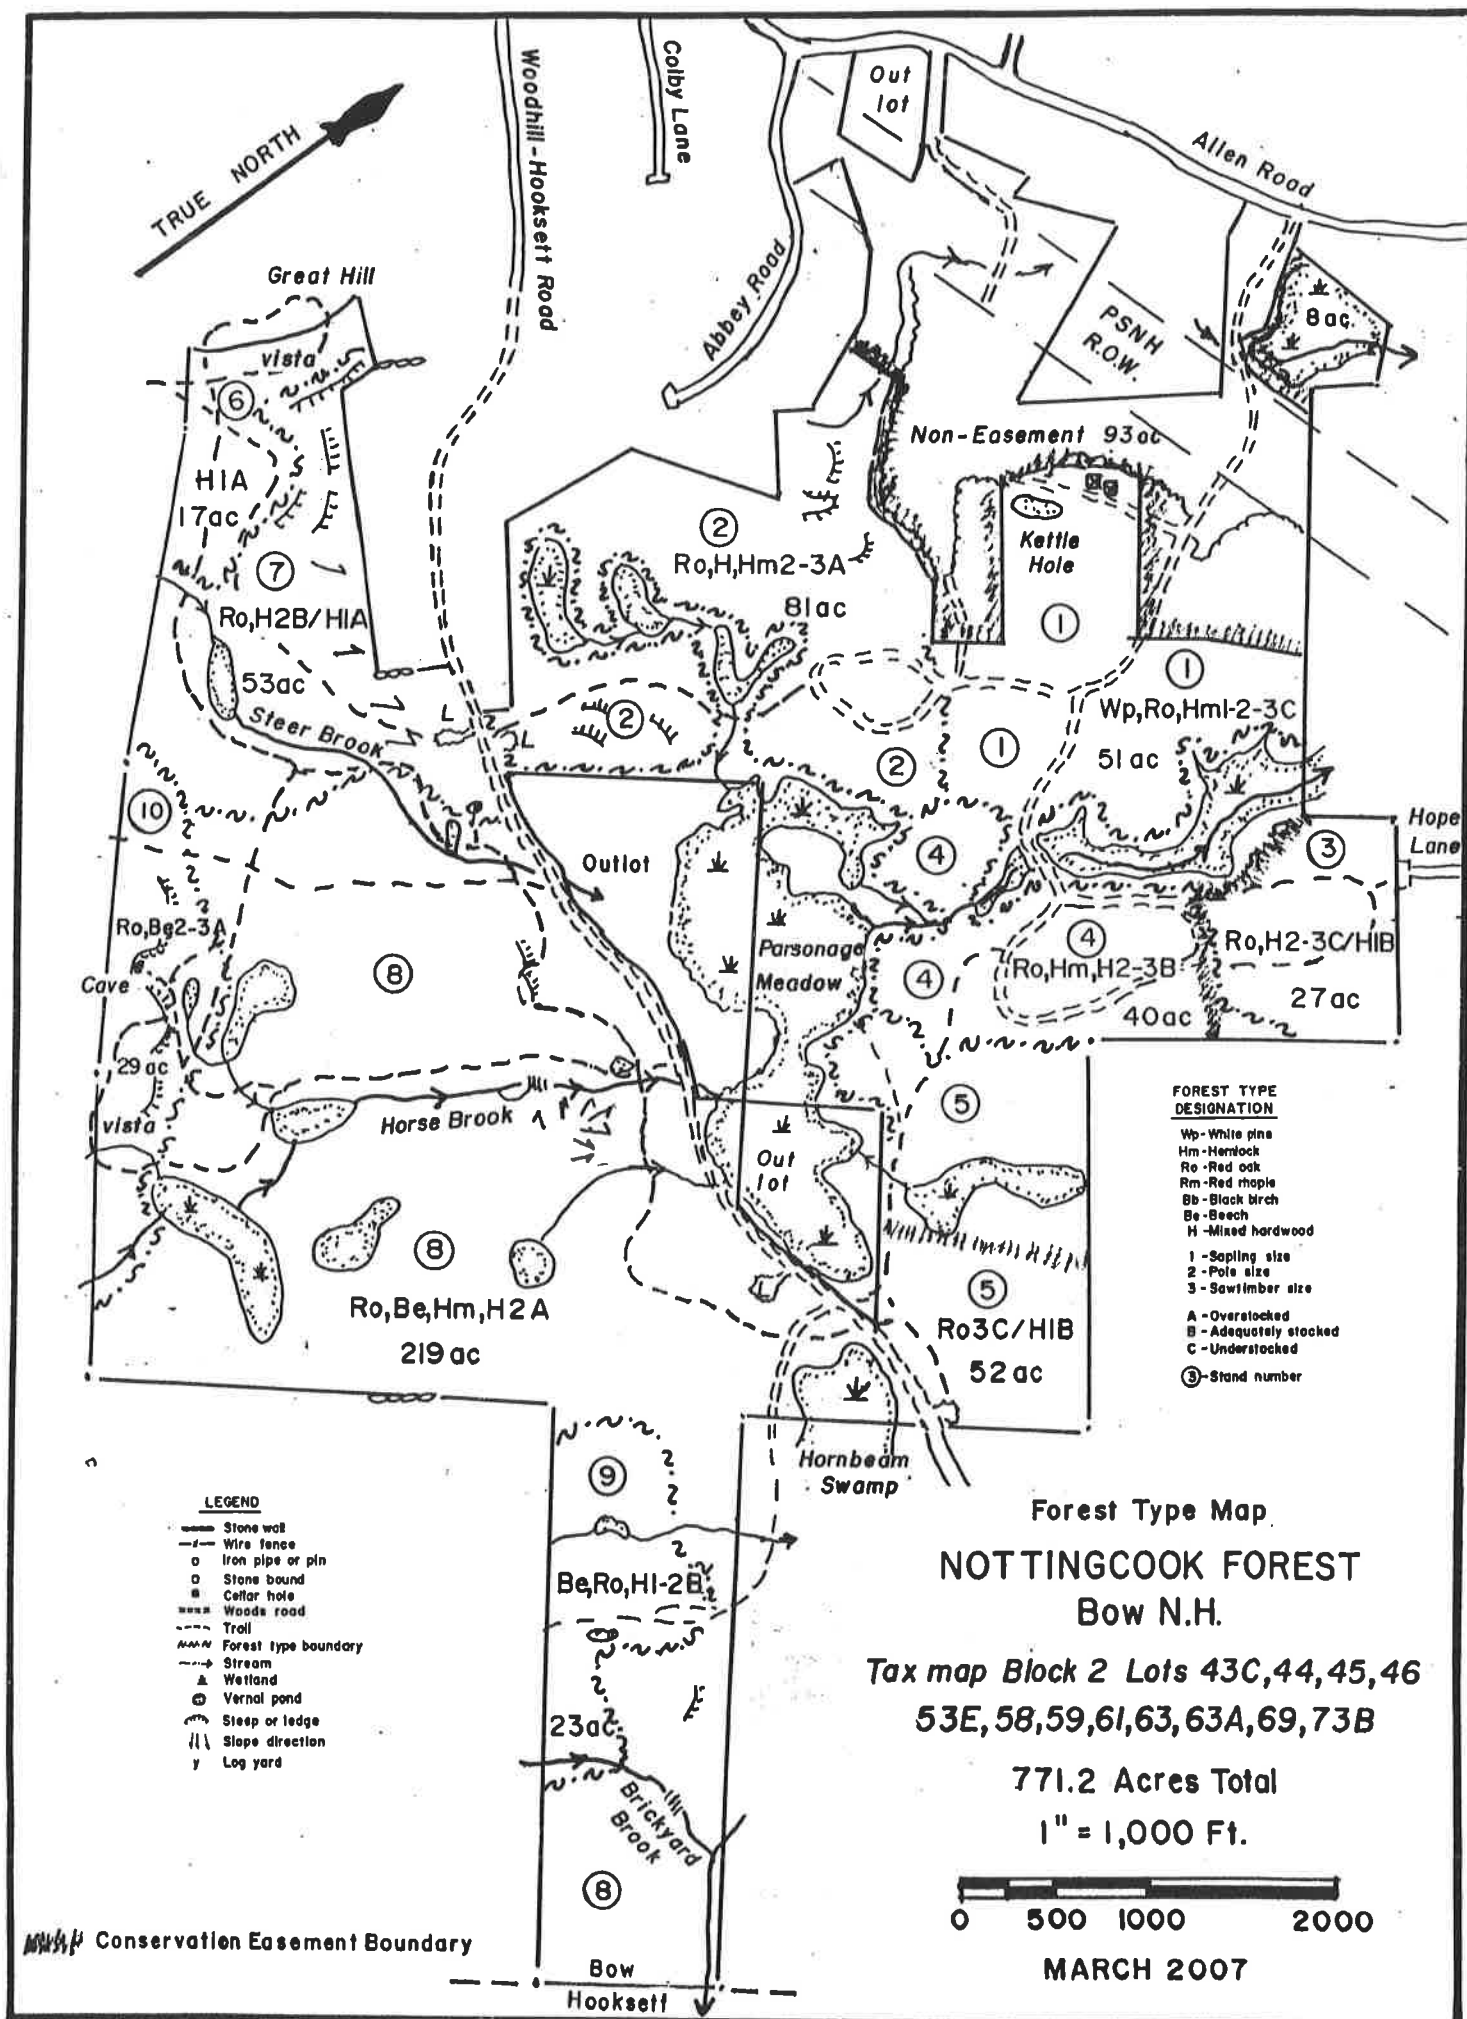 TRUE NORTH
Woodhill-Hooksett Road
Colby Lane
Abbey Road
Out
lot
Allen Road
PSNH
R.O.W.
8ac
Great Hill
vista
6
H1A
17ac
7
Ro,H2B/H1A
53ac
Steer Brook
L
L
2
Ro,H,Hm2-3A
81ac
2
2
Non-Easement 93ac
Kettle
Hole
1
1
Wp,Ro,Hm1-2-3C
51ac
1
Hope
Lane
3
Ro,H2-3C/H1B
27ac
4
4
Ro,Hm,H2-3B
40ac
4
Outlot
Parsonage
Meadow
10
Ro,Be2-3A
Cave
29ac
vista
8
Horse Brook
Out
lot
5
5
Ro3C/H1B
52ac
8
Ro,Be,Hm,H2A
219ac
L
Hornbeam
Swamp
9
Be,Ro,H1-2B
23ac
Brickyard
Brook
8
Bow
Hooksett
FOREST TYPE
DESIGNATION
Wp-White pine
Hm-Hemlock
Ro-Red oak
Rm-Red maple
Bb-Black birch
Be-Beech
H-Mixed hardwood
1-Sapling size
2-Pole size
3-Sawtimber size
A-Overstocked
B-Adequately stocked
C-Understocked
3-Stand number
LEGEND
Stone wall
Wire fence
Iron pipe or pin
Stone bound
Cellar hole
Woods road
Trail
Forest type boundary
Stream
Wetland
Vernal pond
Steep or ledge
Slope direction
Log yard
Conservation Easement Boundary
Forest Type Map
NOTTINGCOOK FOREST
Bow N.H.
Tax map Block 2 Lots 43C,44,45,46
53E,58,59,61,63,63A,69,73B
771.2 Acres Total
1" = 1,000 Ft.
0 500 1000 2000
MARCH 2007